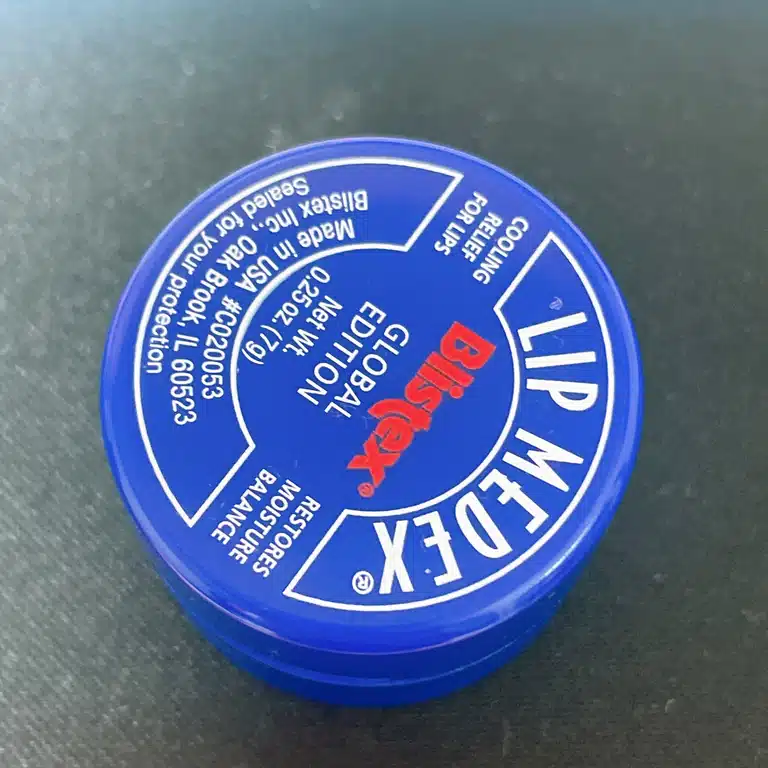 LIP MEDEX®
COOLING
RELIEF
FOR LIPS
Blistex®
GLOBAL
EDITION
Net Wt.
0.25oz. (7g)
RESTORES
MOISTURE
BALANCE
Made in USA #C020053
Blistex Inc., Oak Brook, IL 60523
Sealed for your protection